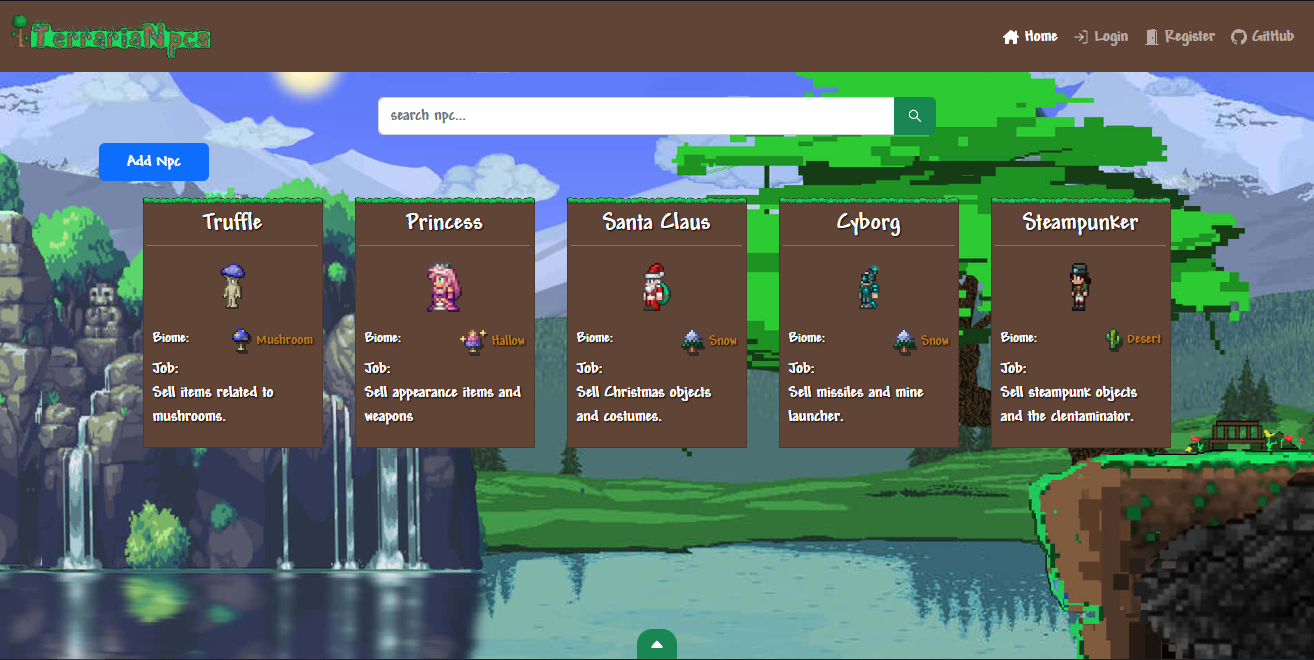 TerrariaNpcs
Home Login Register GitHub
search npc...
Add Npc
Truffle
Biome: Mushroom
Job:
Sell items related to
mushrooms.
Princess
Biome: Hallow
Job:
Sell appearance items and
weapons
Santa Claus
Biome: Snow
Job:
Sell Christmas objects
and costumes.
Cyborg
Biome: Snow
Job:
Sell missiles and mine
launcher.
Steampunker
Biome: Desert
Job:
Sell steampunk objects
and the clentaminator.